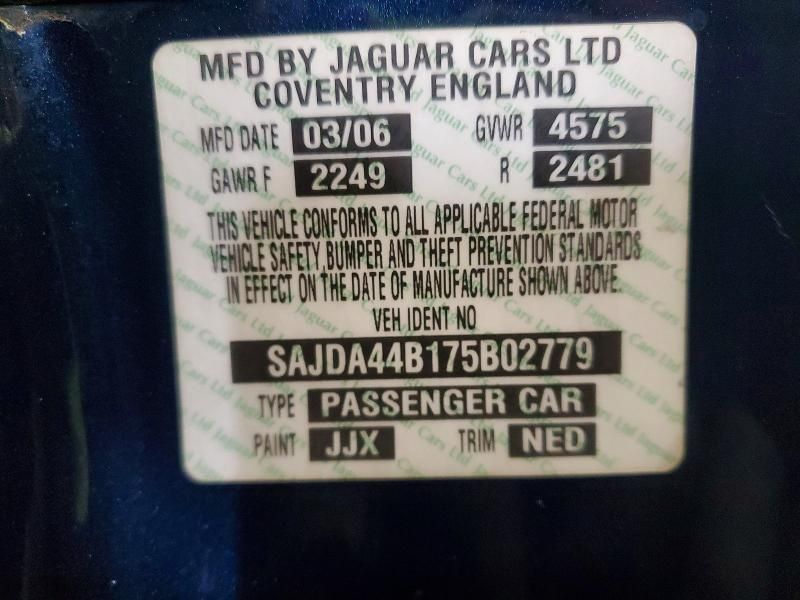 MFD BY JAGUAR CARS LTD
COVENTRY ENGLAND
MFD DATE 03/06 GVWR 4575
GAWR F 2249 R 2481
THIS VEHICLE CONFORMS TO ALL APPLICABLE FEDERAL MOTOR
VEHICLE SAFETY, BUMPER AND THEFT PREVENTION STANDARDS
IN EFFECT ON THE DATE OF MANUFACTURE SHOWN ABOVE.
VEH IDENT NO
SAJDA44B175B02779
TYPE PASSENGER CAR
PAINT JJX TRIM NED